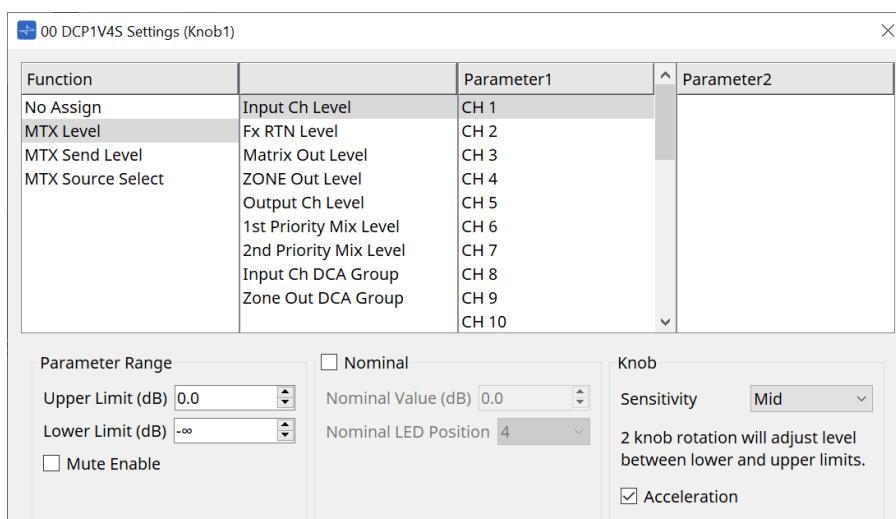 00 DCP1V4S Settings (Knob1)
Function Parameter1 Parameter2
No Assign Input Ch Level CH 1
MTX Level Fx RTN Level CH 2
MTX Send Level Matrix Out Level CH 3
MTX Source Select ZONE Out Level CH 4
Output Ch Level CH 5
1st Priority Mix Level CH 6
2nd Priority Mix Level CH 7
Input Ch DCA Group CH 8
Zone Out DCA Group CH 9
CH 10
Parameter Range
Upper Limit (dB) 0.0
Lower Limit (dB) -∞
Mute Enable
Nominal
Nominal Value (dB) 0.0
Nominal LED Position 4
Knob
Sensitivity Mid
2 knob rotation will adjust level
between lower and upper limits.
Acceleration